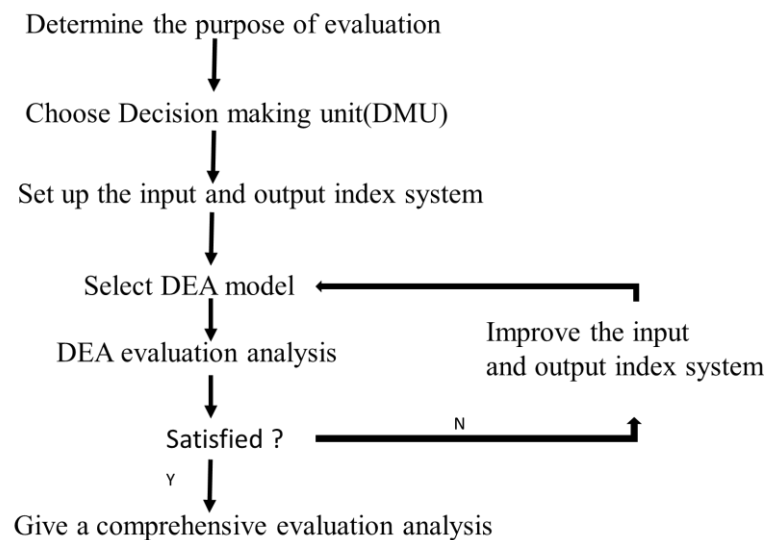 Determine the purpose of evaluation
Choose Decision making unit(DMU)
Set up the input and output index system
Select DEA model
Improve the input
and output index system
DEA evaluation analysis
Satisfied ?
N
Y
Give a comprehensive evaluation analysis